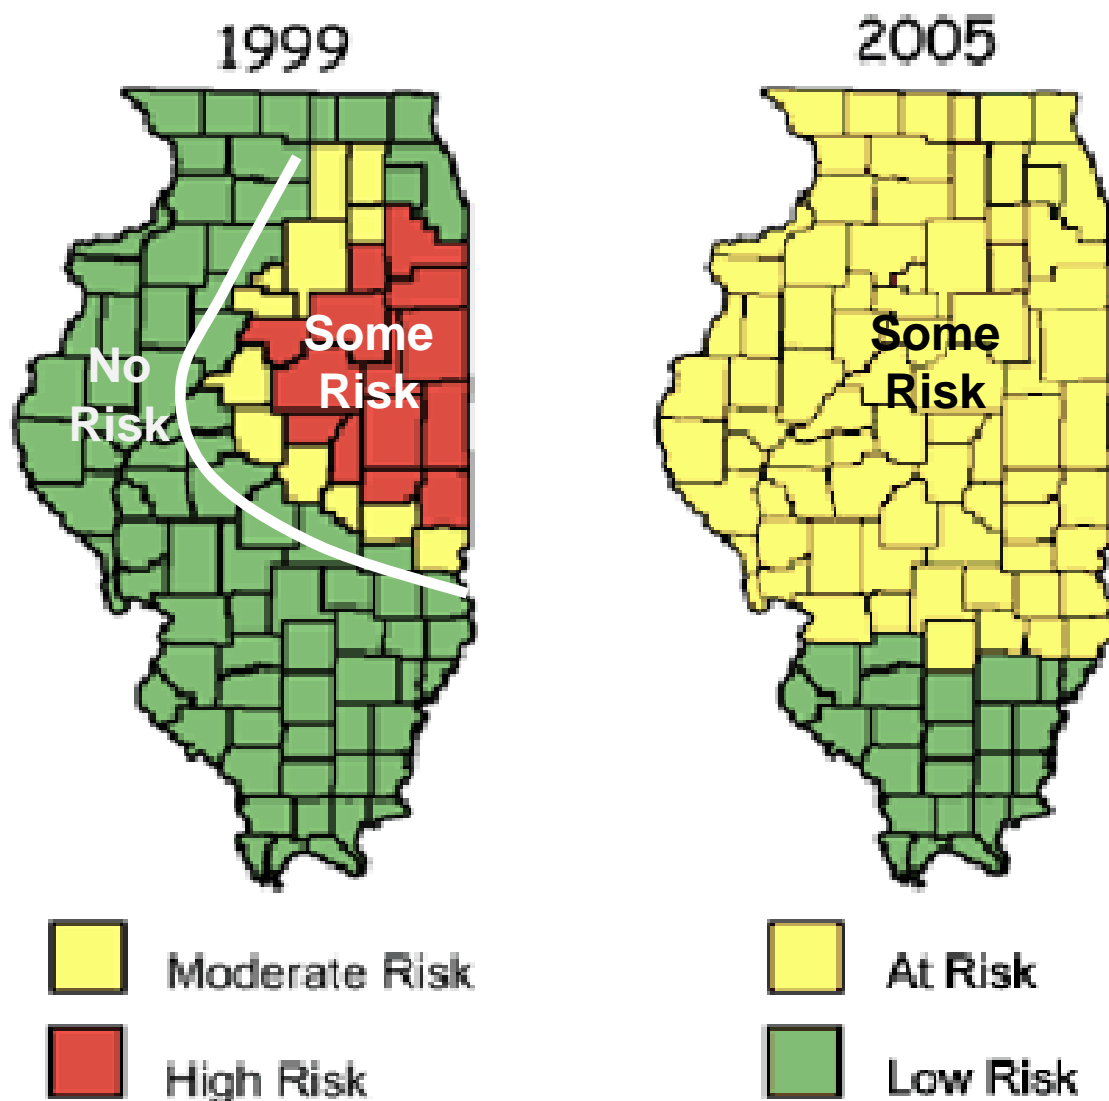 1999
2005
No
Risk
Some
Risk
Some
Risk
Moderate Risk
High Risk
At Risk
Low Risk